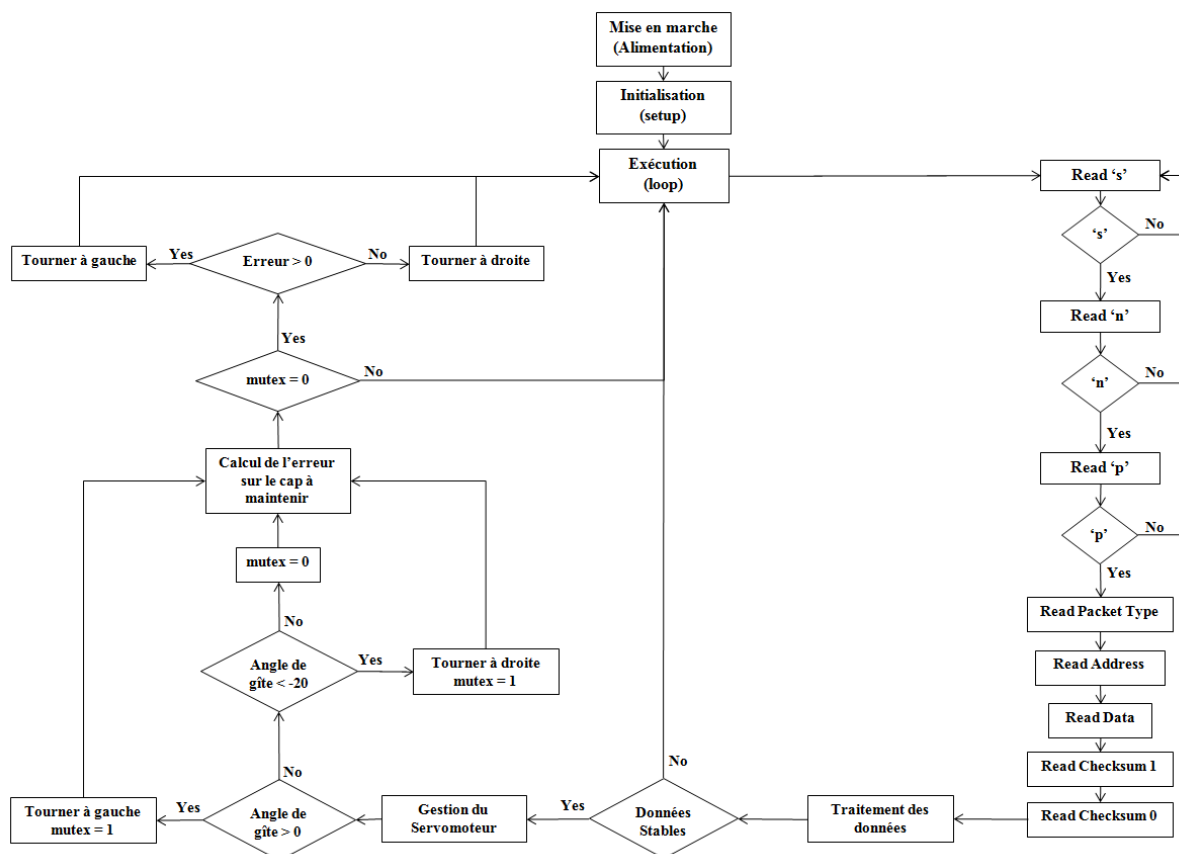 Mise en marche
(Alimentation)
Initialisation
(setup)
Exécution
(loop)
Read ‘s’
‘s’
No
Yes
Read ‘n’
‘n’
No
Yes
Read ‘p’
‘p’
No
Yes
Read Packet Type
Read Address
Read Data
Read Checksum 1
Read Checksum 0
Traitement des
données
Données
Stables
No
Yes
Gestion du
Servomoteur
Angle de
gîte > 0
Yes
Tourner à gauche
mutex = 1
No
Angle de
gîte < -20
Yes
Tourner à droite
mutex = 1
No
mutex = 0
Calcul de l’erreur
sur le cap à
maintenir
mutex = 0
No
Yes
Erreur > 0
Yes
Tourner à gauche
No
Tourner à droite